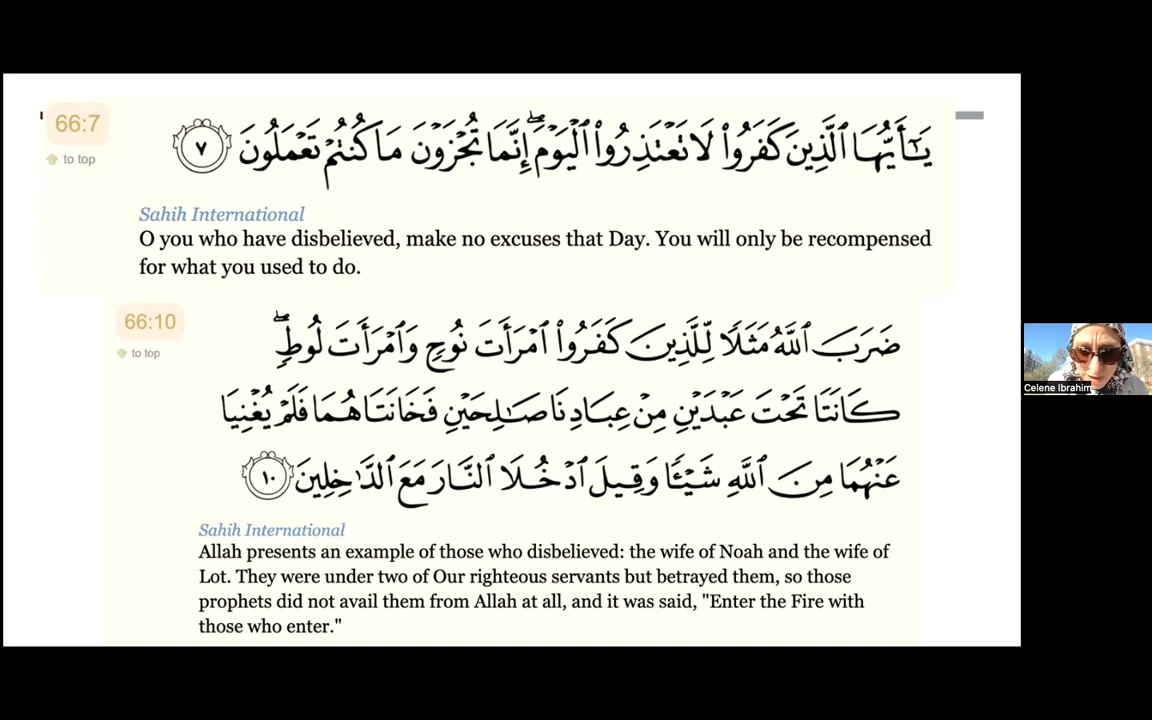 66:7
to top
يَـٰٓأَيُّهَا ٱلَّذِينَ كَفَرُوا۟ لَا تَعْتَذِرُوا۟ ٱلْيَوْمَ ۖ إِنَّمَا تُجْزَوْنَ مَا كُنتُمْ تَعْمَلُونَ ٧
Sahih International
O you who have disbelieved, make no excuses that Day. You will only be recompensed
for what you used to do.
66:10
to top
ضَرَبَ ٱللَّهُ مَثَلًا لِّلَّذِينَ كَفَرُوا۟ ٱمْرَأَتَ نُوحٍ وَٱمْرَأَتَ لُوطٍ ۖ
كَانَتَا تَحْتَ عَبْدَيْنِ مِنْ عِبَادِنَا صَـٰلِحَيْنِ فَخَانَتَاهُمَا فَلَمْ يُغْنِيَا
عَنْهُمَا مِنَ ٱللَّهِ شَيْـًٔا وَقِيلَ ٱدْخُلَا ٱلنَّارَ مَعَ ٱلدَّٰخِلِينَ ١٠
Sahih International
Allah presents an example of those who disbelieved: the wife of Noah and the wife of
Lot. They were under two of Our righteous servants but betrayed them, so those
prophets did not avail them from Allah at all, and it was said, "Enter the Fire with
those who enter."
Celene Ibrahim